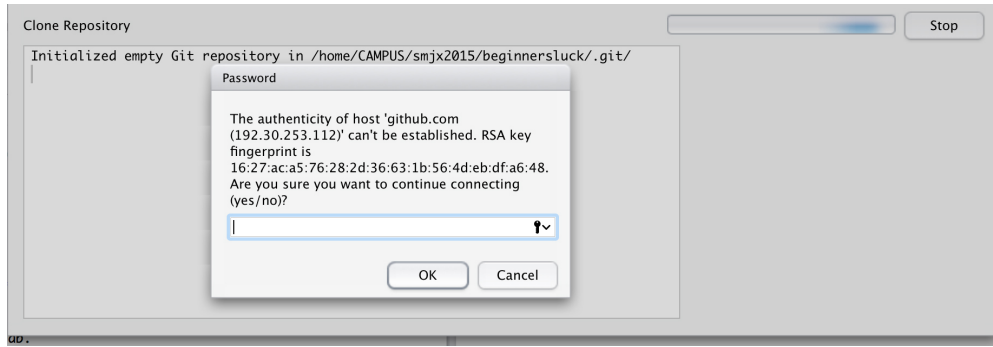 Clone Repository
Stop
Initialized empty Git repository in /home/CAMPUS/smjx2015/beginnersluck/.git/
Password
The authenticity of host 'github.com
(192.30.253.112)' can't be established. RSA key
fingerprint is
16:27:ac:a5:76:28:2d:36:63:1b:56:4d:eb:df:a6:48.
Are you sure you want to continue connecting
(yes/no)?
OK
Cancel